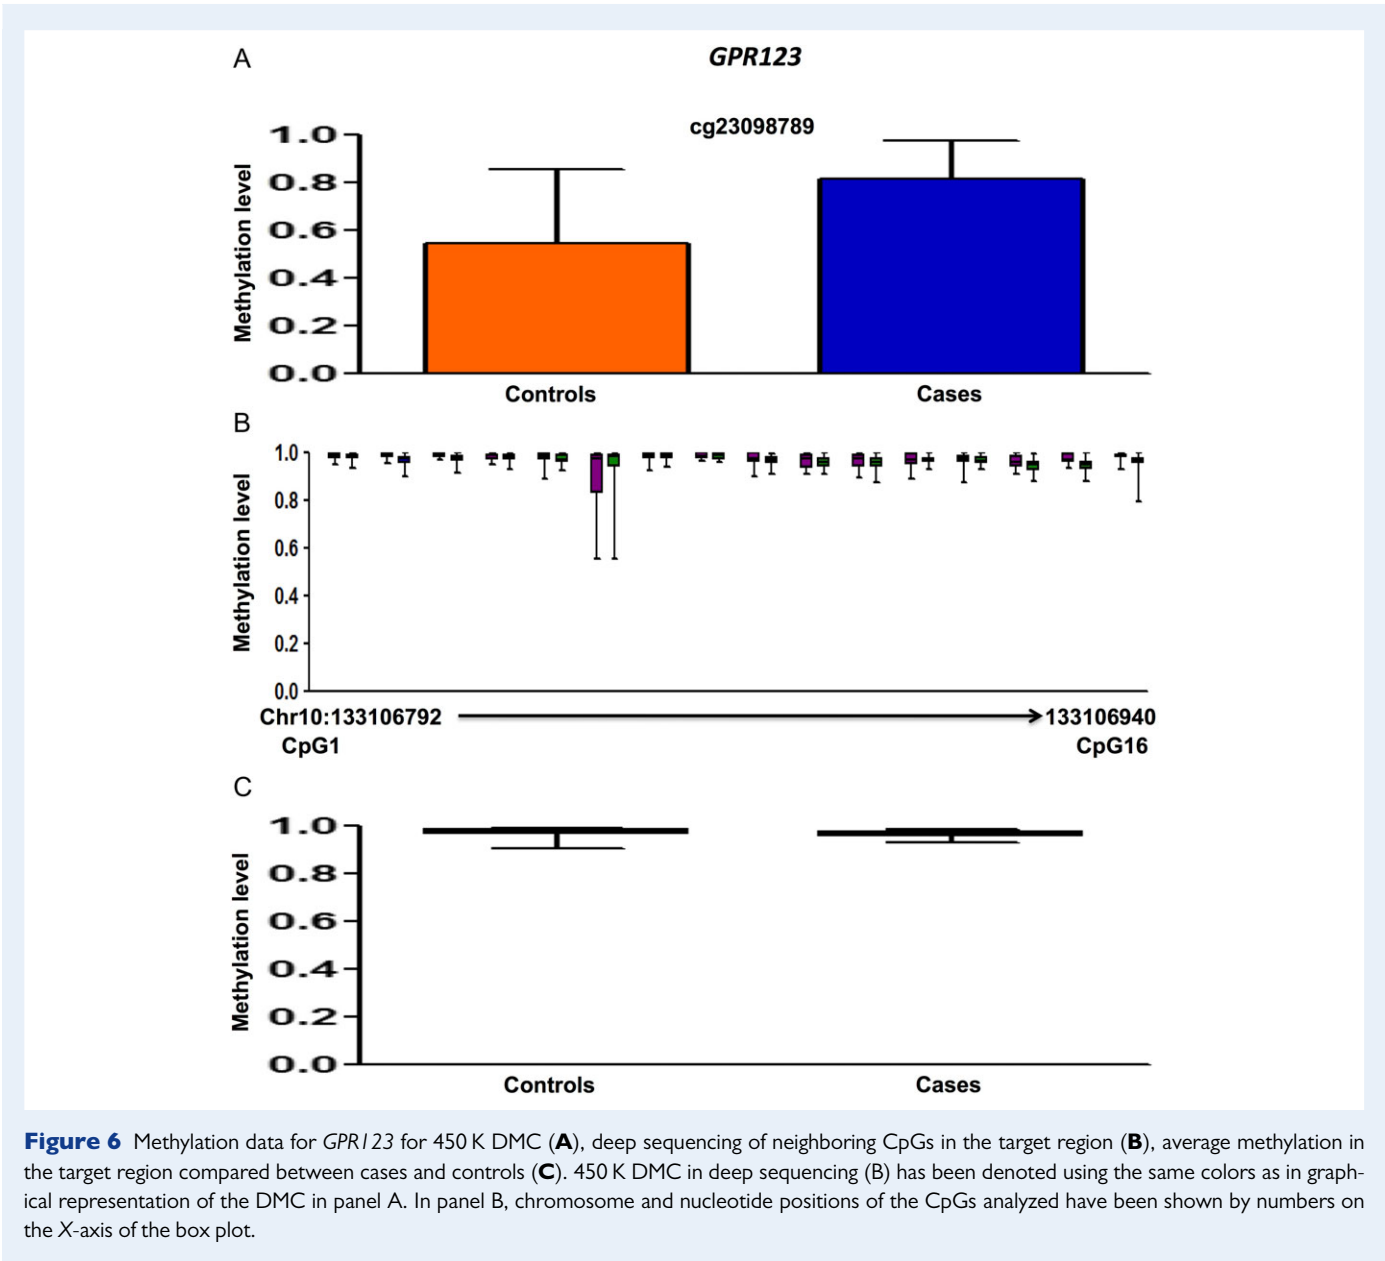 A
GPR123
cg23098789
Methylation level
1.0
0.8
0.6
0.4
0.2
0.0
Controls
Cases
B
Methylation level
1.0
0.8
0.6
0.4
0.2
0.0
Chr10:133106792
133106940
CpG1
CpG16
C
Methylation level
1.0
0.8
0.6
0.4
0.2
0.0
Controls
Cases
Figure 6 Methylation data for GPR123 for 450 K DMC (A), deep sequencing of neighboring CpGs in the target region (B), average methylation in
the target region compared between cases and controls (C). 450 K DMC in deep sequencing (B) has been denoted using the same colors as in graph-
ical representation of the DMC in panel A. In panel B, chromosome and nucleotide positions of the CpGs analyzed have been shown by numbers on
the X-axis of the box plot.